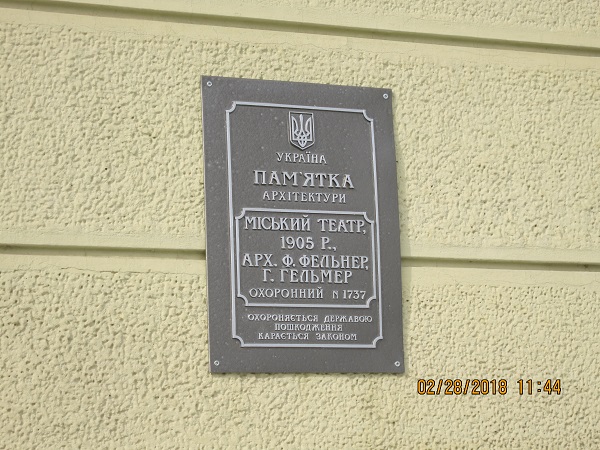 УКРАЇНА
ПАМ'ЯТКА
АРХІТЕКТУРИ
МІСЬКИЙ ТЕАТР,
1905 Р.,
АРХ. Ф. ФЕЛЬНЕР,
Г. ГЕЛЬМЕР
ОХОРОННИЙ N 1737
ОХОРОНЯЄТЬСЯ ДЕРЖАВОЮ
ПОШКОДЖЕННЯ
КАРАЄТЬСЯ ЗАКОНОМ
02/28/2018 11:44